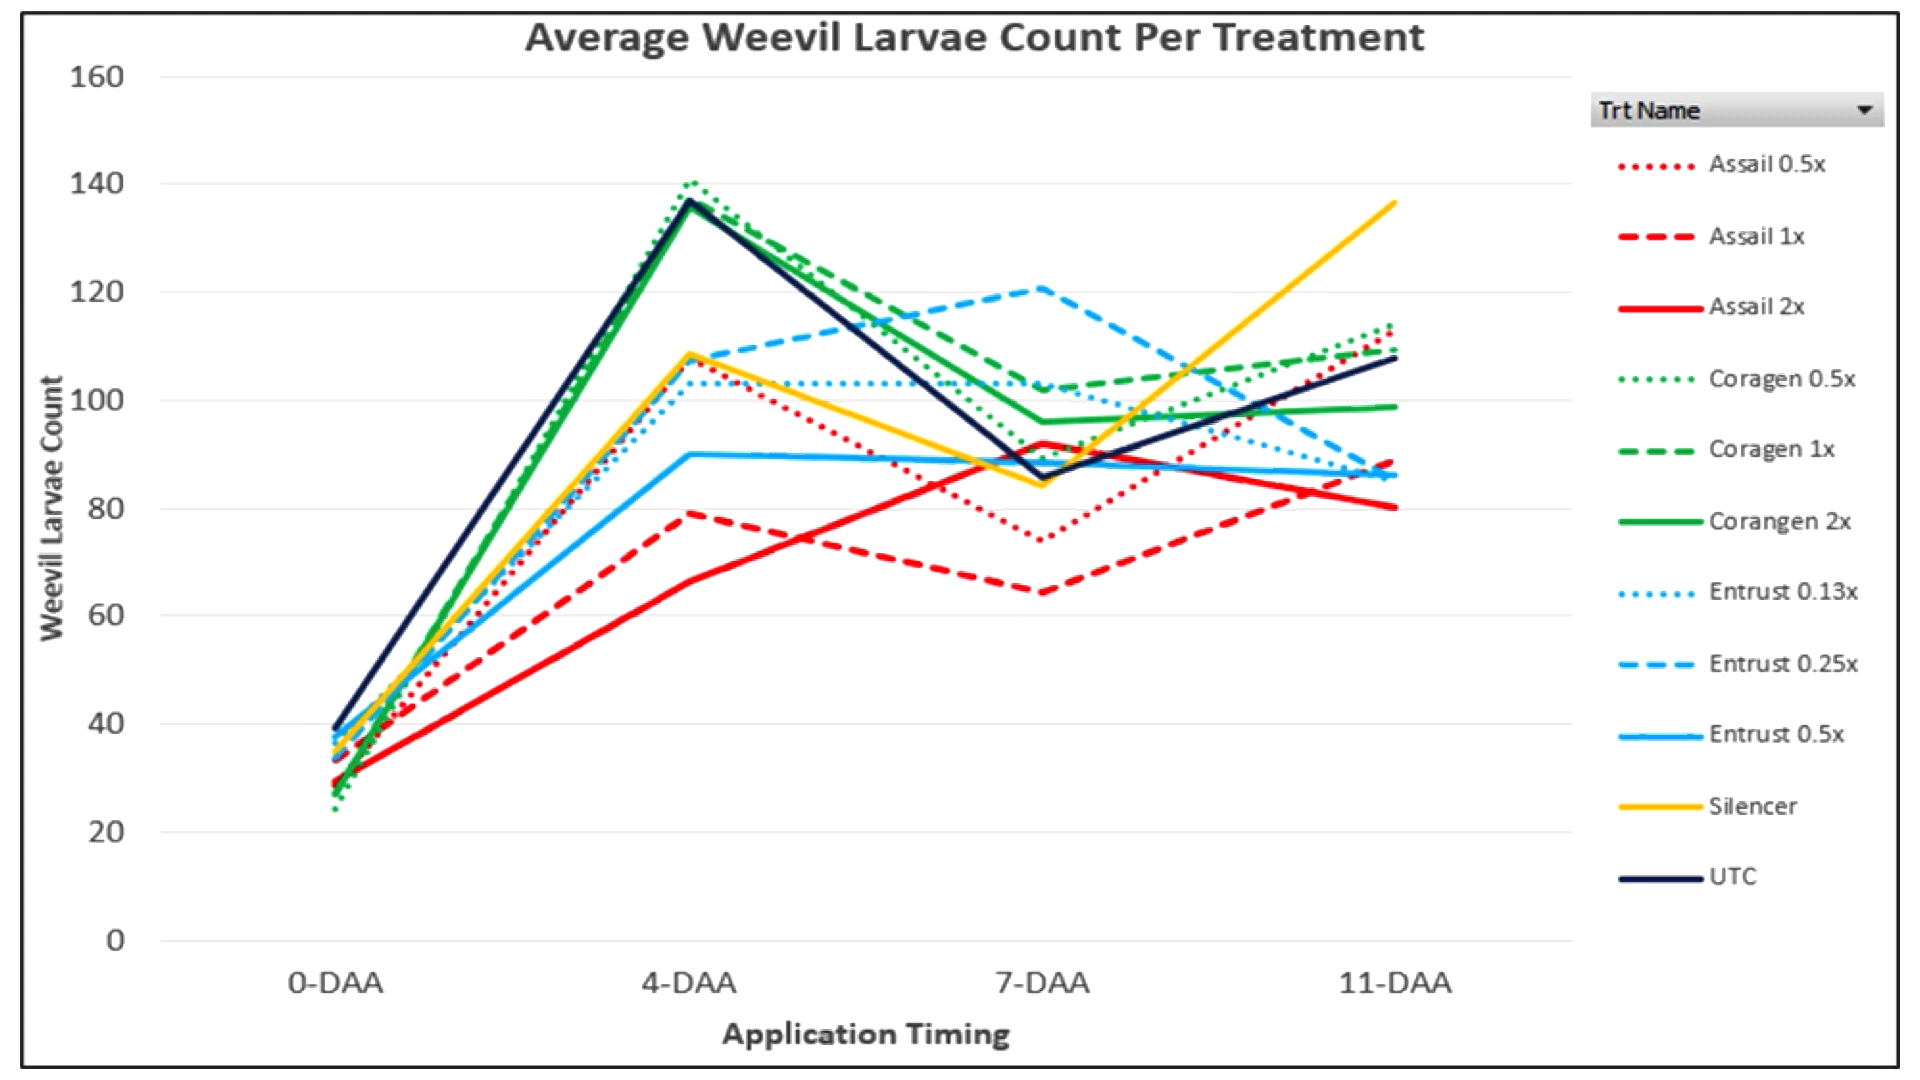 Average Weevil Larvae Count Per Treatment
160
140
120
100
80
60
40
20
0
Weevil Larvae Count
0-DAA
4-DAA
7-DAA
11-DAA
Application Timing
Trt Name
Assail 0.5x
Assail 1x
Assail 2x
Coragen 0.5x
Coragen 1x
Corangen 2x
Entrust 0.13x
Entrust 0.25x
Entrust 0.5x
Silencer
UTC